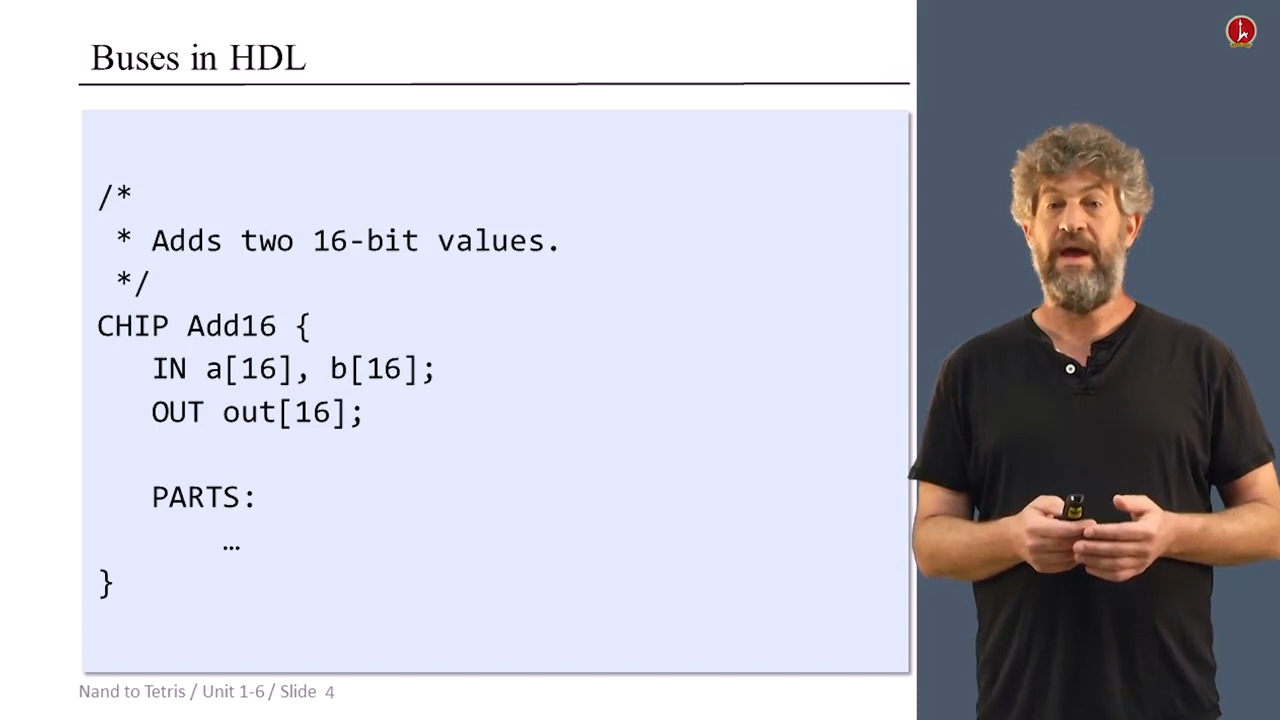 Buses in HDL
/*
 * Adds two 16-bit values.
 */
CHIP Add16 {
   IN a[16], b[16];
   OUT out[16];
   PARTS:
       …
}
Nand to Tetris / Unit 1-6 / Slide 4